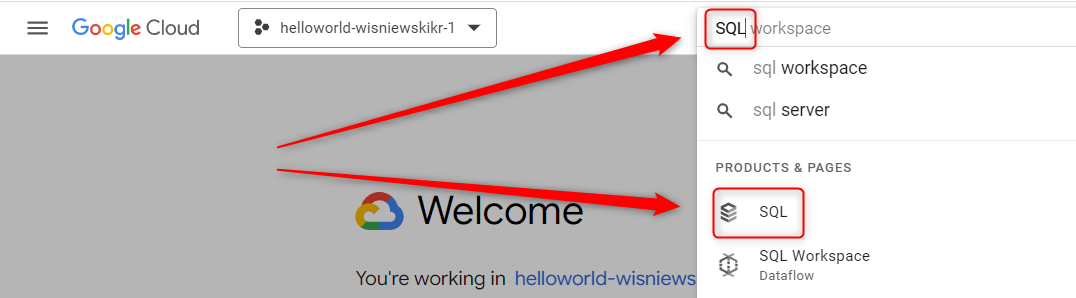 Google Cloud
helloworld-wisniewskikr-1
SQL workspace
sql workspace
sql server
PRODUCTS & PAGES
SQL
SQL Workspace
Dataflow
Welcome
You're working in helloworld-wisniews